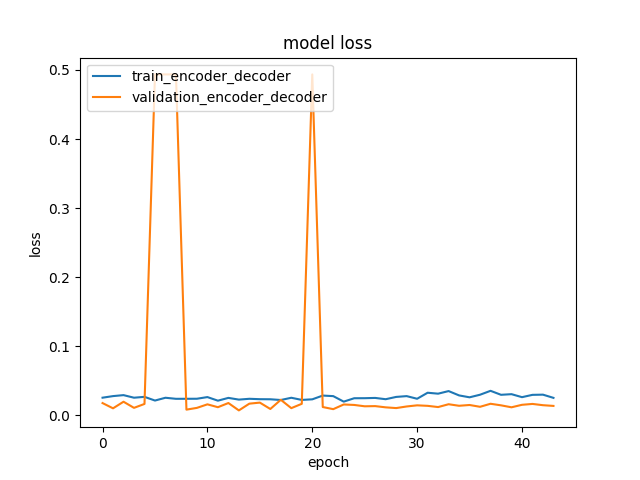 model loss
train_encoder_decoder
validation_encoder_decoder
0.5
0.4
0.3
0.2
0.1
0.0
loss
0 10 20 30 40
epoch